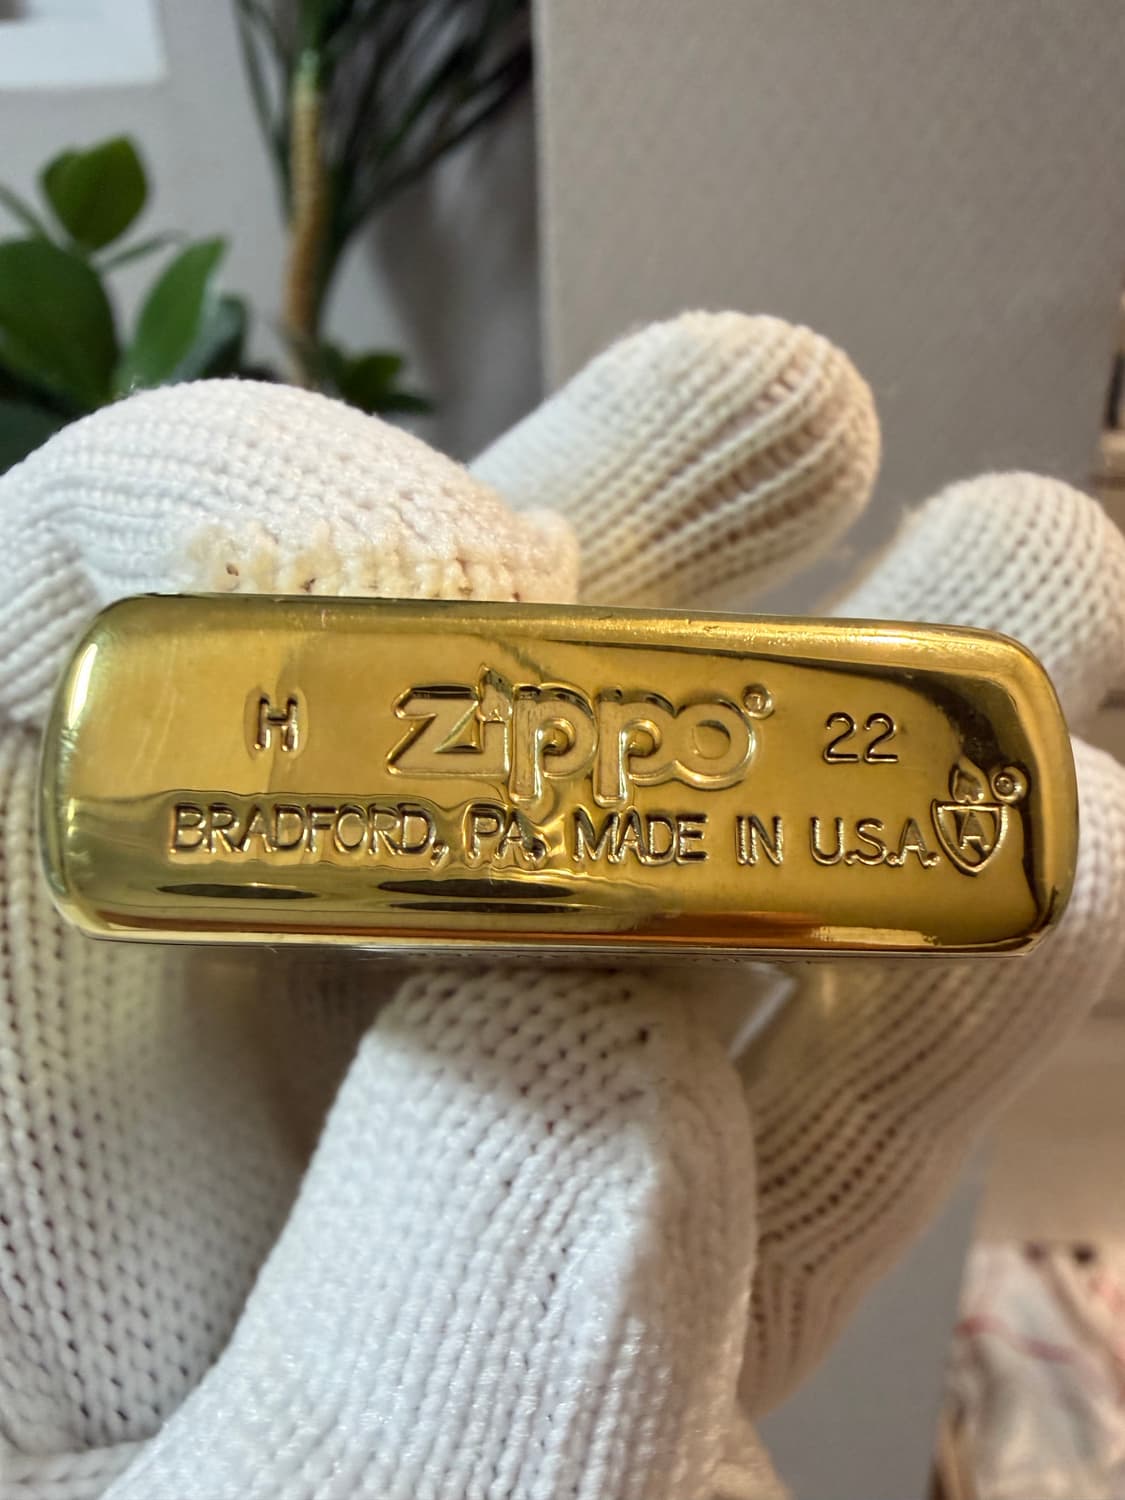 H zippo® 22
BRADFORD, PA. MADE IN U.S.A. A ®